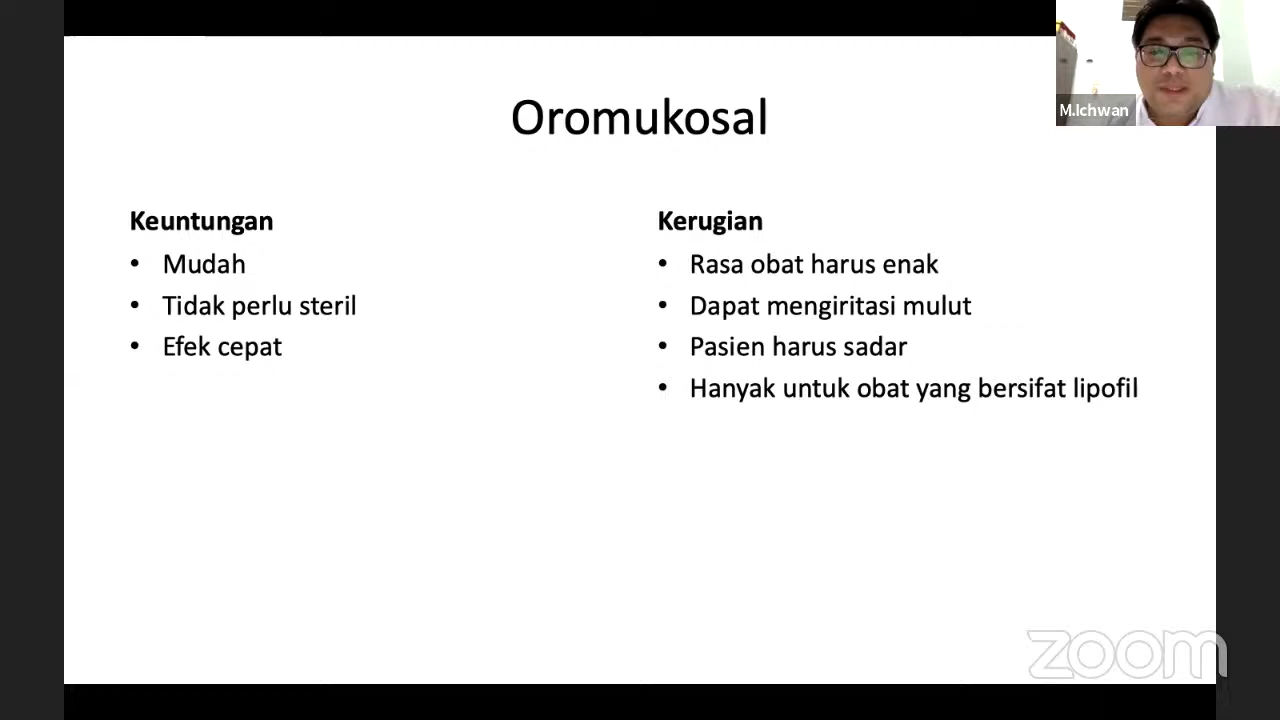 M.Ichwan
Oromukosal
Keuntungan
• Mudah
• Tidak perlu steril
• Efek cepat
Kerugian
• Rasa obat harus enak
• Dapat mengiritasi mulut
• Pasien harus sadar
• Hanyak untuk obat yang bersifat lipofil
zoom